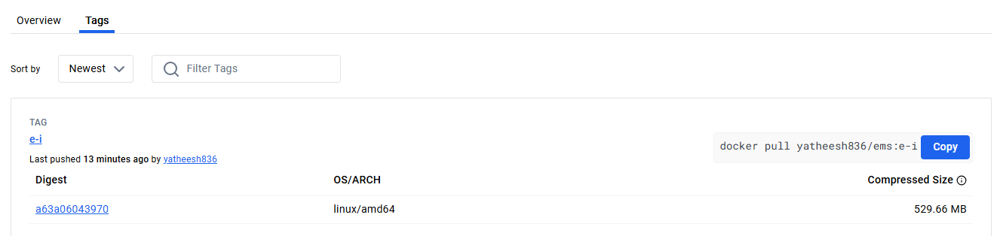 Overview Tags
Sort by Newest Filter Tags
TAG
e-i
docker pull yatheesh836/ems:e-i Copy
Last pushed 13 minutes ago by yatheesh836
Digest OS/ARCH Compressed Size
a63a06043970 linux/amd64 529.66 MB